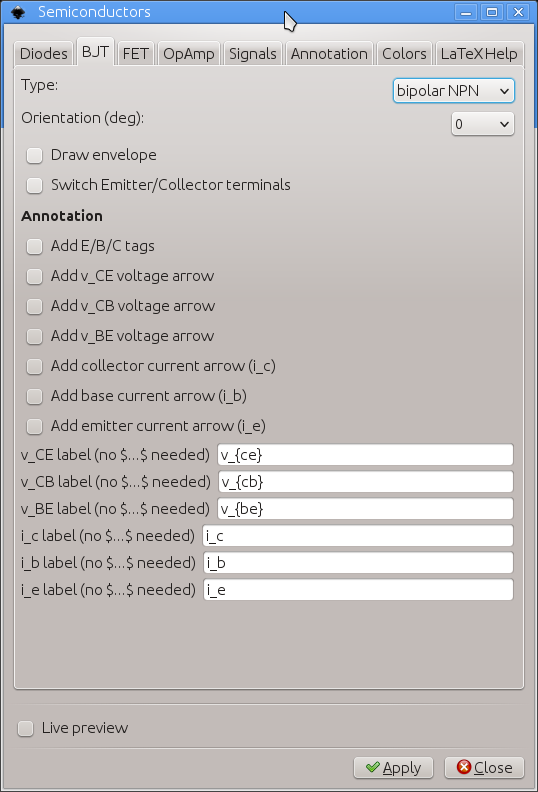 Semiconductors
Diodes BJT FET OpAmp Signals Annotation Colors LaTeX Help
Type: bipolar NPN
Orientation (deg): 0
Draw envelope
Switch Emitter/Collector terminals
Annotation
Add E/B/C tags
Add v_CE voltage arrow
Add v_CB voltage arrow
Add v_BE voltage arrow
Add collector current arrow (i_c)
Add base current arrow (i_b)
Add emitter current arrow (i_e)
v_CE label (no $...$ needed) v_{ce}
v_CB label (no $...$ needed) v_{cb}
v_BE label (no $...$ needed) v_{be}
i_c label (no $...$ needed) i_c
i_b label (no $...$ needed) i_b
i_e label (no $...$ needed) i_e
Live preview
Apply Close